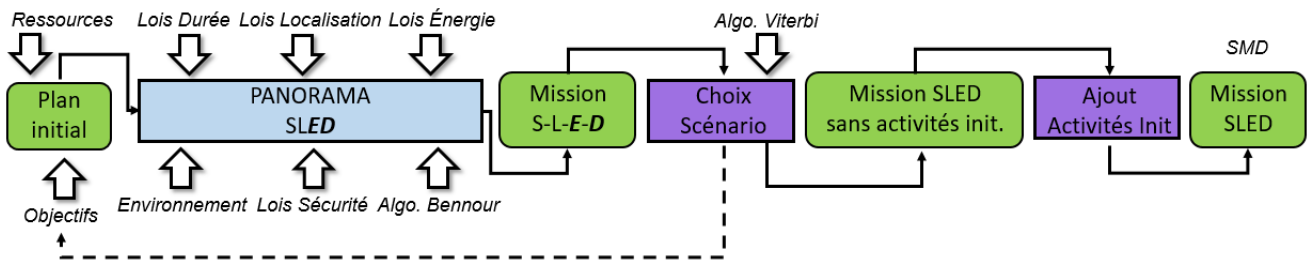 Ressources
Lois Durée
Lois Localisation
Lois Énergie
Algo. Viterbi
SMD
Plan
initial
PANORAMA
SLED
Mission
S-L-E-D
Choix
Scénario
Mission SLED
sans activités init.
Ajout
Activités Init
Mission
SLED
Objectifs
Environnement
Lois Sécurité
Algo. Bennour